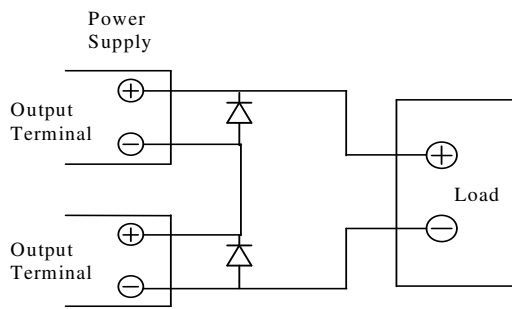 Power
Supply
Output
Terminal
Load
Output
Terminal